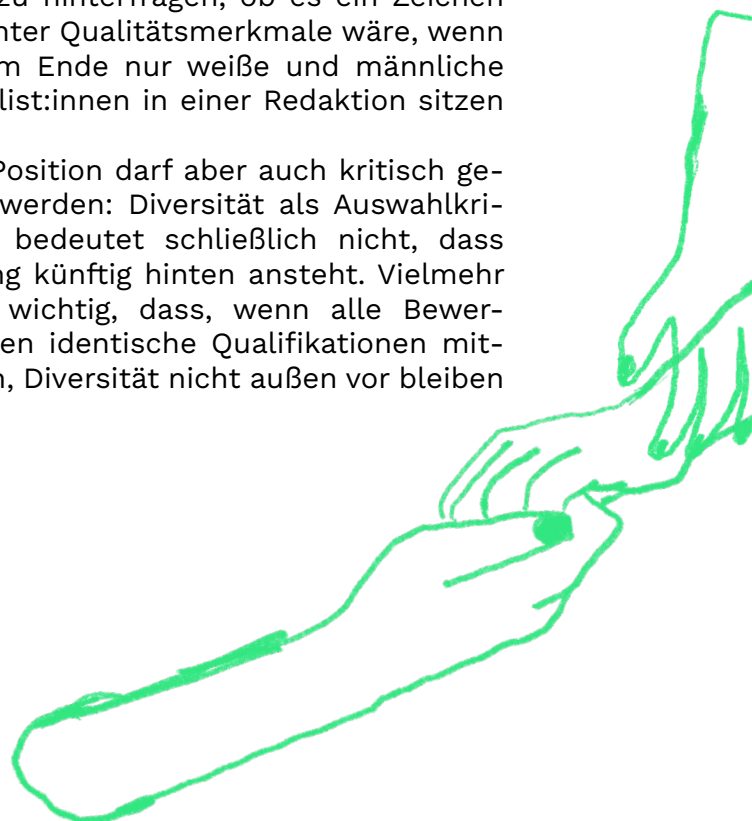 zu hinterfragen, ob es ein Zeichen
nter Qualitätsmerkmale wäre, wenn
m Ende nur weiße und männliche
list:innen in einer Redaktion sitzen
Position darf aber auch kritisch ge-
werden: Diversität als Auswahlkri-
bedeutet schließlich nicht, dass
ng künftig hinten ansteht. Vielmehr
wichtig, dass, wenn alle Bewer-
en identische Qualifikationen mit-
n, Diversität nicht außen vor bleiben